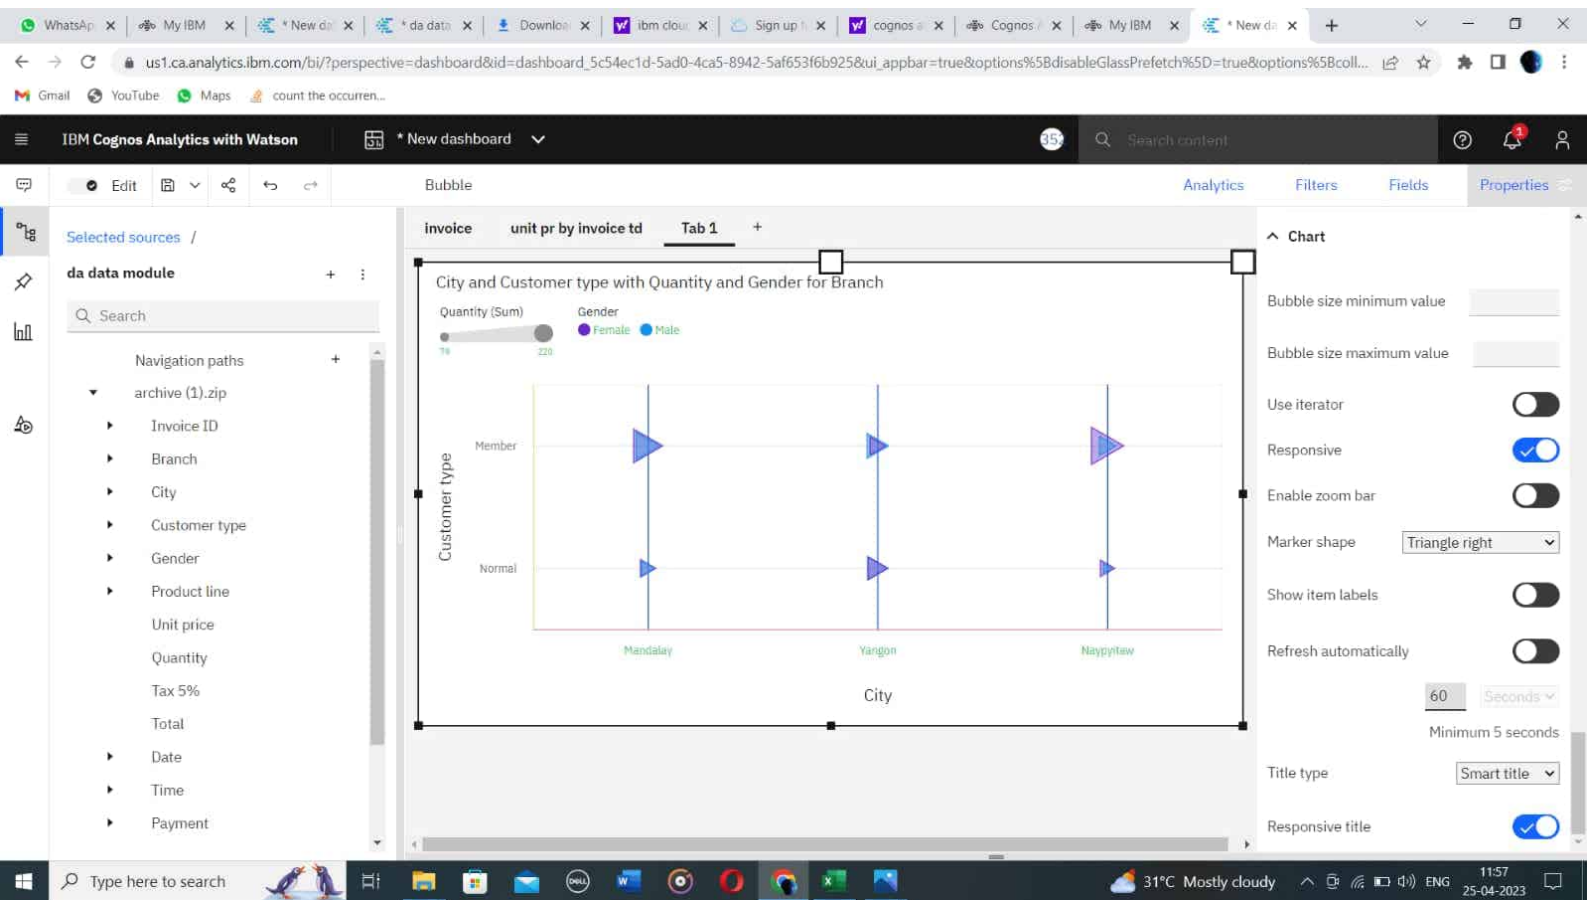 WhatsAp
My IBM
* New da
* da data
Downloa
ibm clou
Sign up f
cognos a
Cognos A
My IBM
* New da
us1.ca.analytics.ibm.com/bi/?perspective=dashboard&id=dashboard_5c54ec1d-5ad0-4ca5-8942-5af653f6b925&ui_appbar=true&options%5BdisableGlassPrefetch%5D=true&options%5Bcoll...
Gmail
YouTube
Maps
count the occurren...
IBM Cognos Analytics with Watson
* New dashboard
352
Search content
1
Edit
Bubble
Analytics
Filters
Fields
Properties
Selected sources /
da data module
Search
Navigation paths
archive (1).zip
Invoice ID
Branch
City
Customer type
Gender
Product line
Unit price
Quantity
Tax 5%
Total
Date
Time
Payment
invoice
unit pr by invoice td
Tab 1
City and Customer type with Quantity and Gender for Branch
Quantity (Sum)
79
220
Gender
Female
Male
Customer type
Member
Normal
Mandalay
Yangon
Naypyitaw
City
Chart
Bubble size minimum value
Bubble size maximum value
Use iterator
Responsive
Enable zoom bar
Marker shape
Triangle right
Show item labels
Refresh automatically
60
Seconds
Minimum 5 seconds
Title type
Smart title
Responsive title
Type here to search
DELL
31°C Mostly cloudy
ENG
11:57
25-04-2023